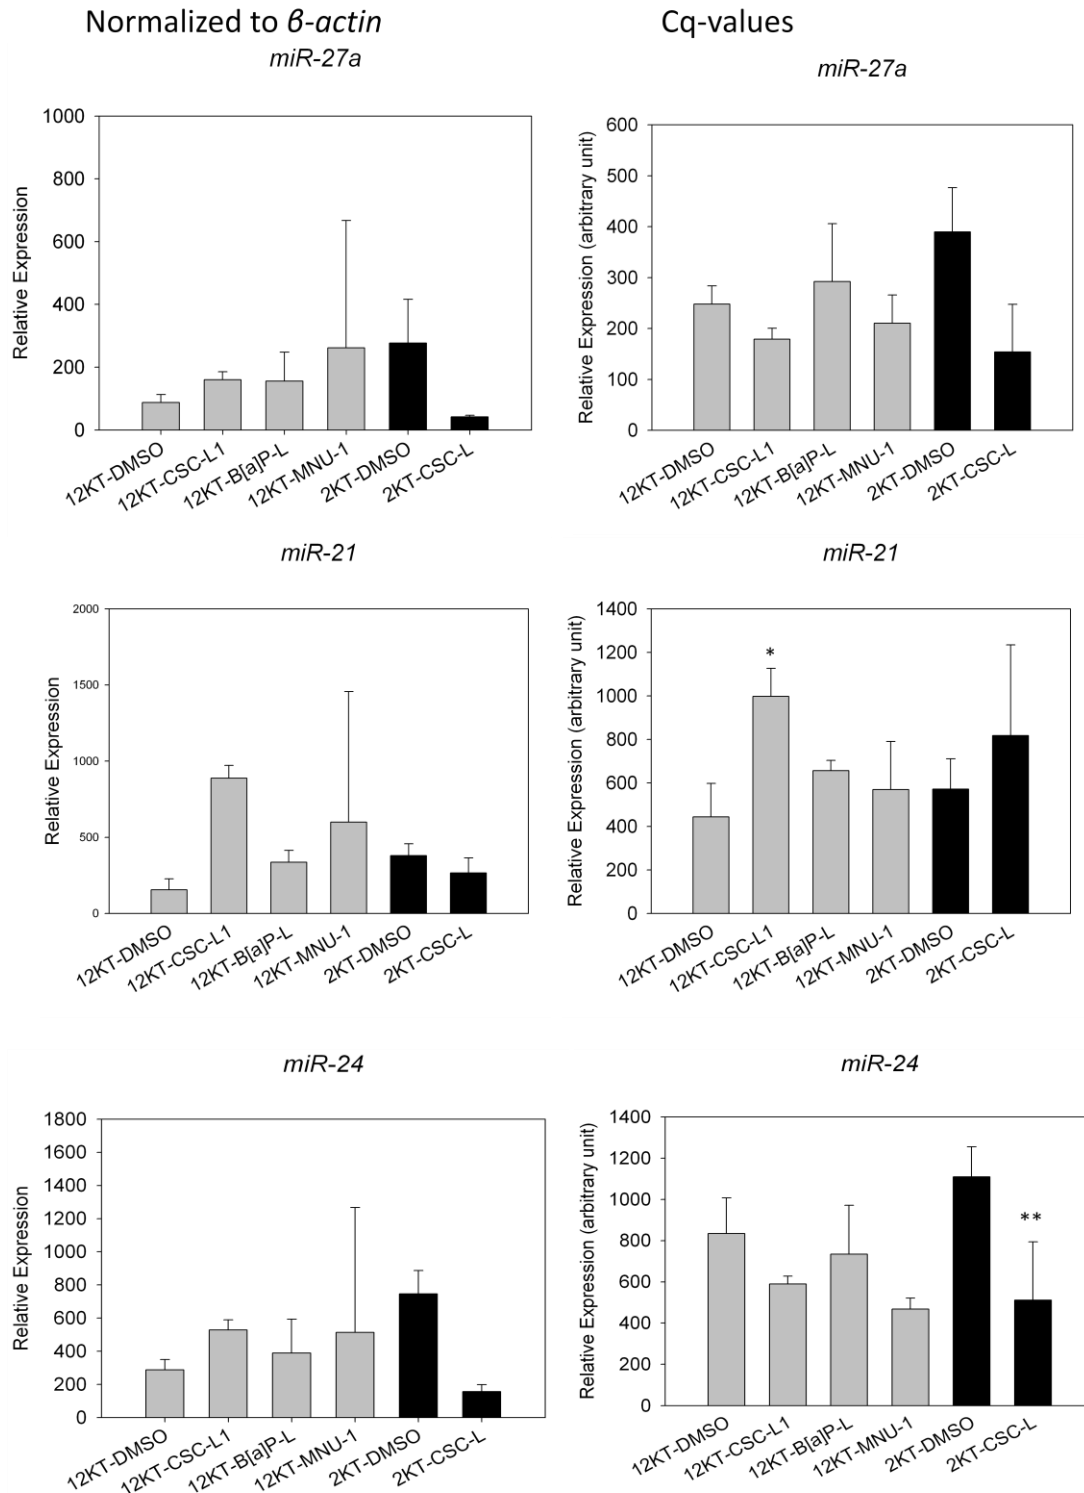 Normalized to β-actin
Cq-values
miR-27a
Relative Expression
1000
800
600
400
200
0
12KT-DMSO
12KT-CSC-L1
12KT-B[a]P-L
12KT-MNU-1
2KT-DMSO
2KT-CSC-L
miR-27a
Relative Expression (arbitrary unit)
600
500
400
300
200
100
0
12KT-DMSO
12KT-CSC-L1
12KT-B[a]P-L
12KT-MNU-1
2KT-DMSO
2KT-CSC-L
miR-21
Relative Expression
2000
1500
1000
500
0
12KT-DMSO
12KT-CSC-L1
12KT-B[a]P-L
12KT-MNU-1
2KT-DMSO
2KT-CSC-L
miR-21
Relative Expression (arbitrary unit)
1400
1200
1000
800
600
400
200
0
*
12KT-DMSO
12KT-CSC-L1
12KT-B[a]P-L
12KT-MNU-1
2KT-DMSO
2KT-CSC-L
miR-24
Relative Expression
1800
1600
1400
1200
1000
800
600
400
200
0
12KT-DMSO
12KT-CSC-L1
12KT-B[a]P-L
12KT-MNU-1
2KT-DMSO
2KT-CSC-L
miR-24
Relative Expression (arbitrary unit)
1400
1200
1000
800
600
400
200
0
**
12KT-DMSO
12KT-CSC-L1
12KT-B[a]P-L
12KT-MNU-1
2KT-DMSO
2KT-CSC-L